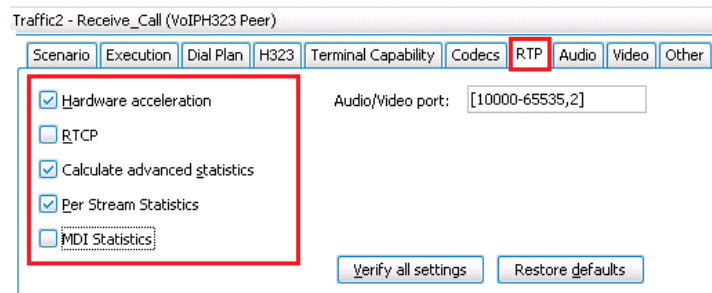 Traffic2 - Receive_Call (VoIPH323 Peer)
Scenario Execution Dial Plan H323 Terminal Capability Codecs RTP Audio Video Other
Hardware acceleration Audio/Video port: [10000-65535,2]
RTCP
Calculate advanced statistics
Per Stream Statistics
MDI Statistics
Verify all settings Restore defaults